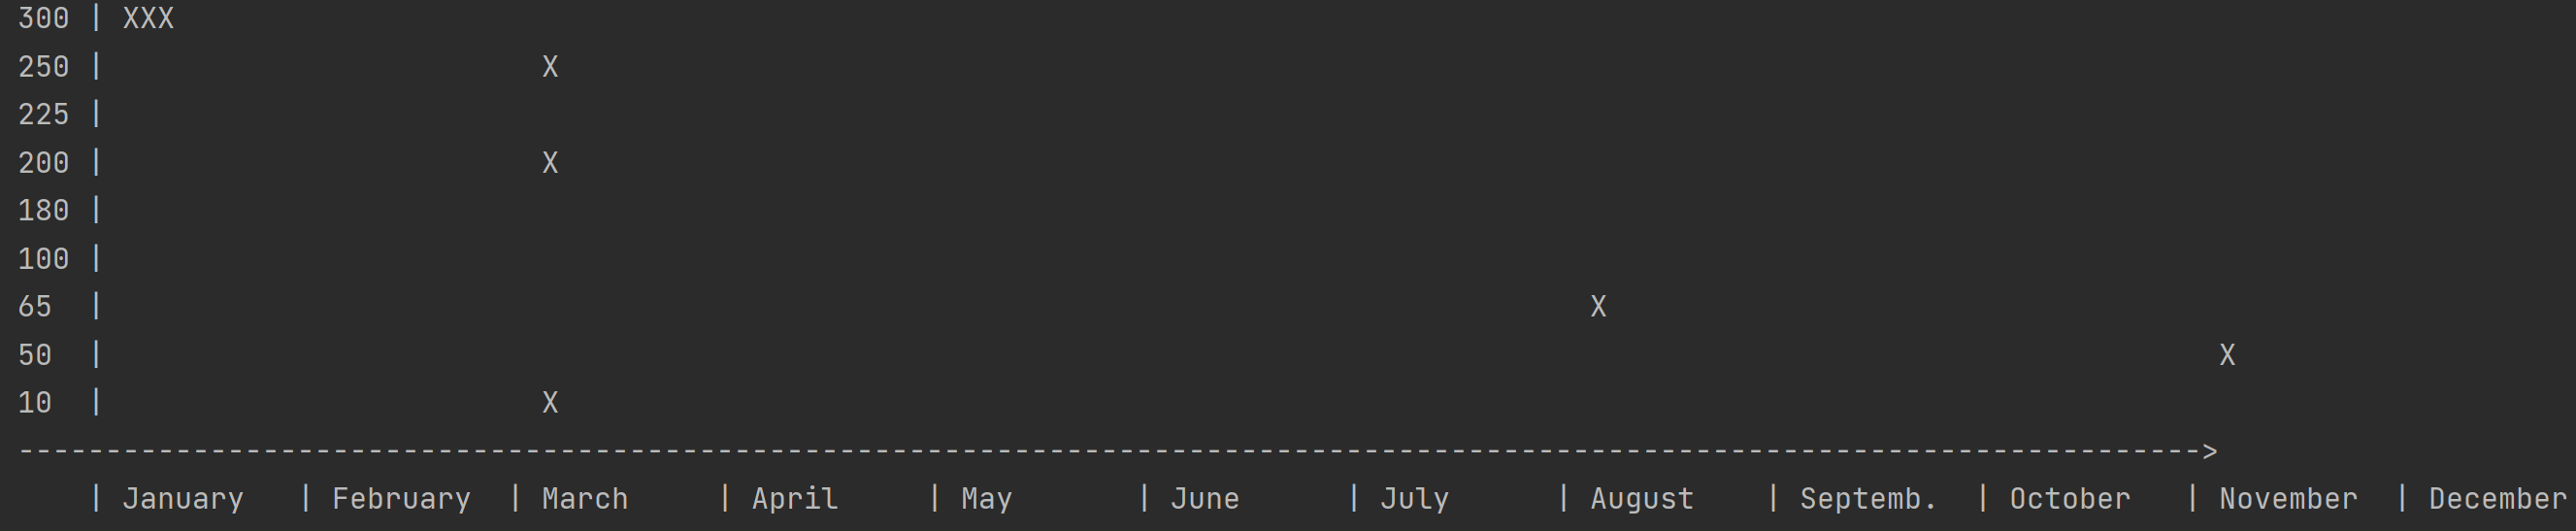 300 | XXX
250 |                         X
225 |
200 |                         X
180 |
100 |
65  |                                                                                     X
50  |                                                                                                                         X
10  |                         X
----------------------------------------------------------------------------------------------------------------------------->
    | January   | February  | March     | April     | May       | June      | July      | August    | Septemb.  | October   | November  | December